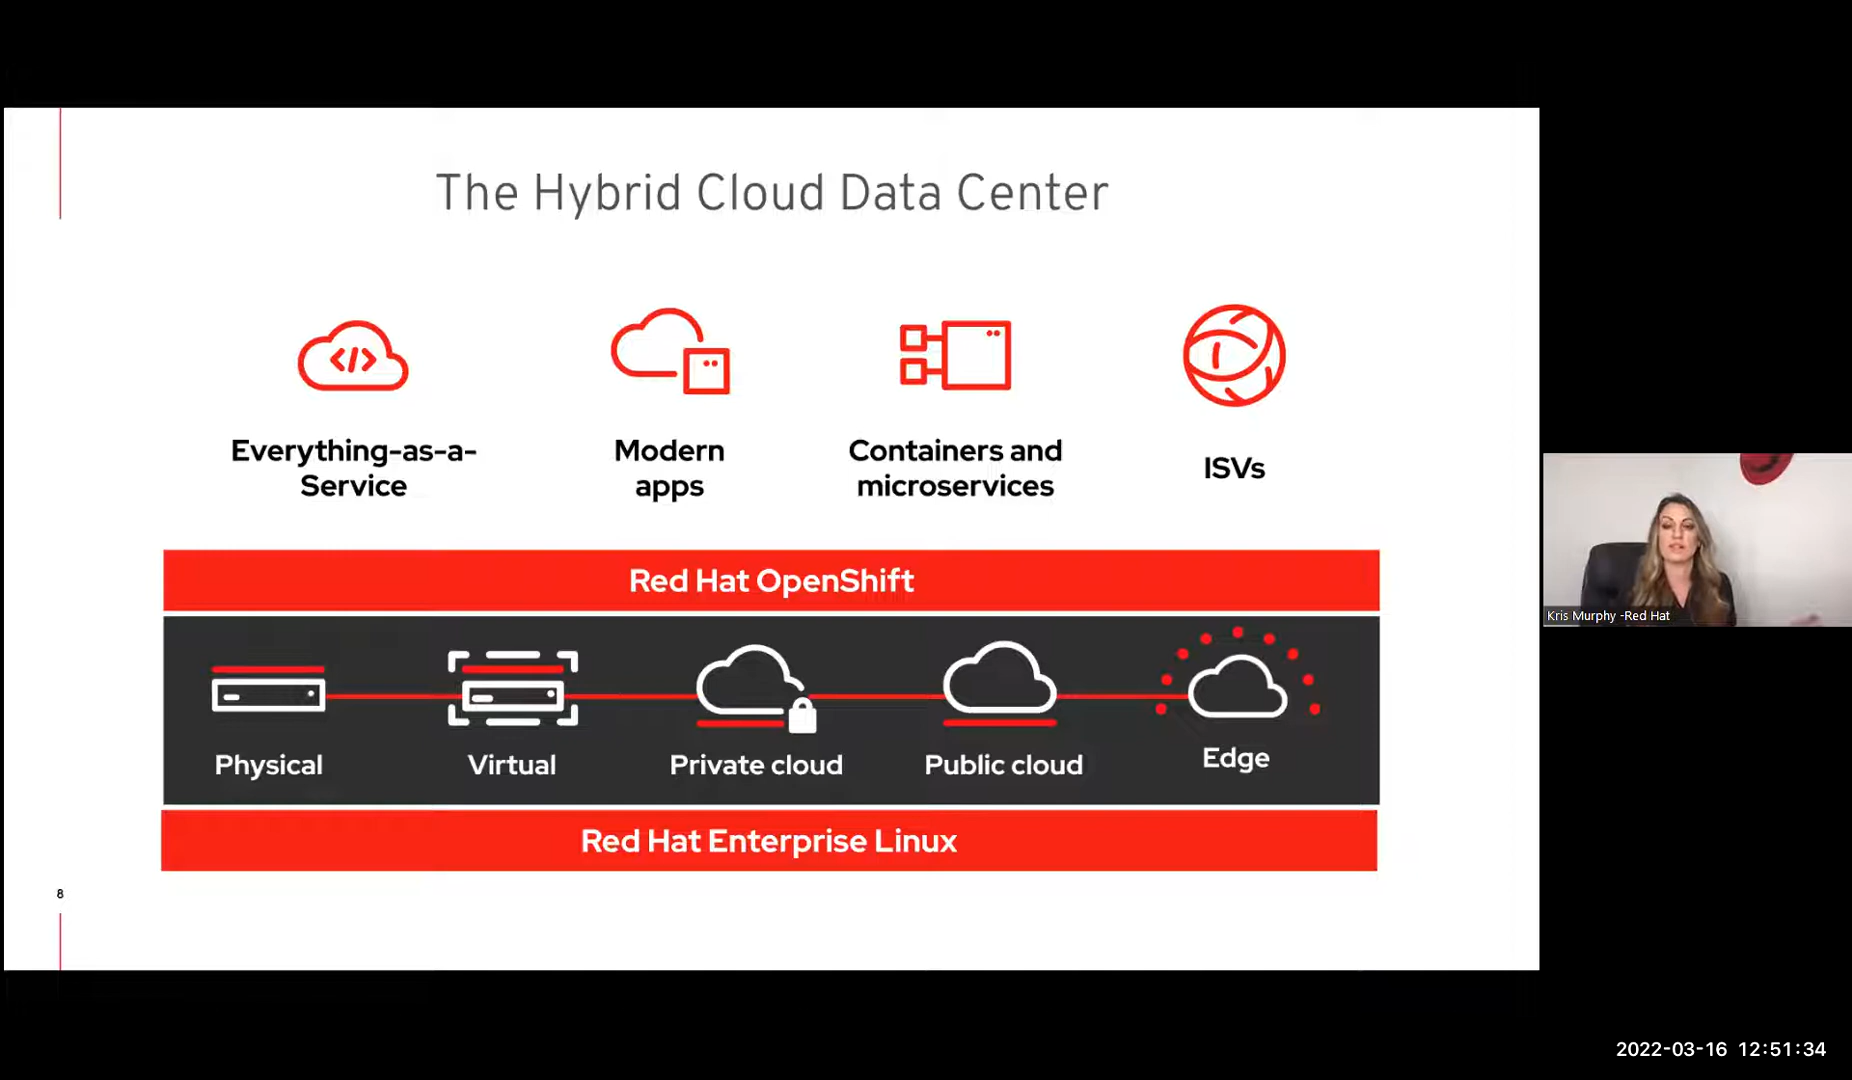 The Hybrid Cloud Data Center
</>
Everything-as-a-
Service
Modern
apps
Containers and
microservices
ISVs
Red Hat OpenShift
Physical
Virtual
Private cloud
Public cloud
Edge
Red Hat Enterprise Linux
8
Kris Murphy -Red Hat
2022-03-16 12:51:34